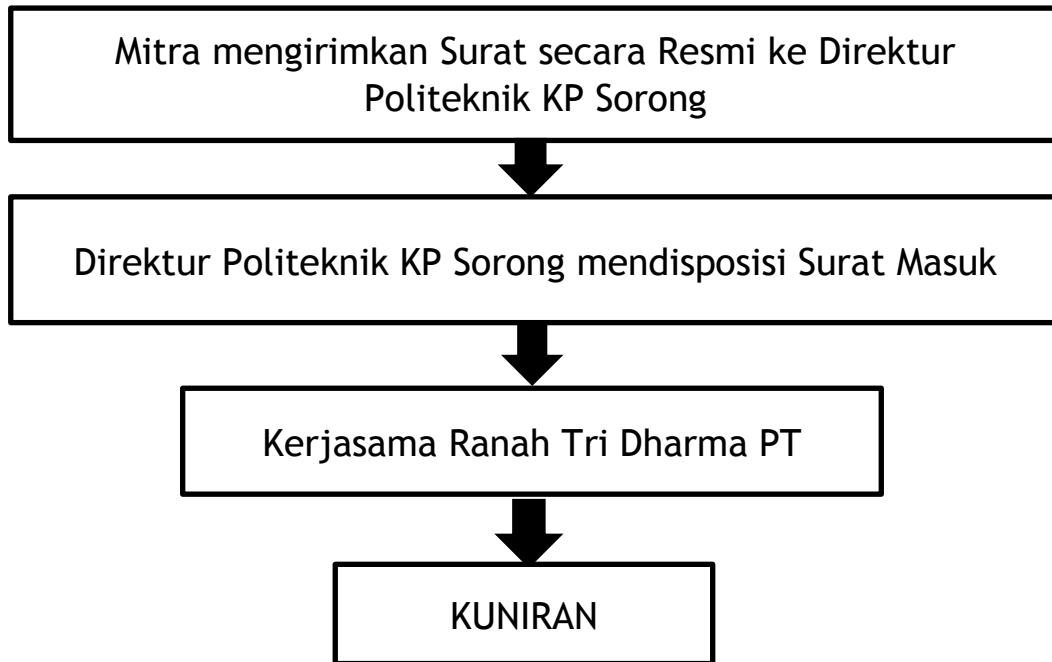 Mitra mengirimkan Surat secara Resmi ke Direktur
Politeknik KP Sorong
Direktur Politeknik KP Sorong mendisposisi Surat Masuk
Kerjasama Ranah Tri Dharma PT
KUNIRAN